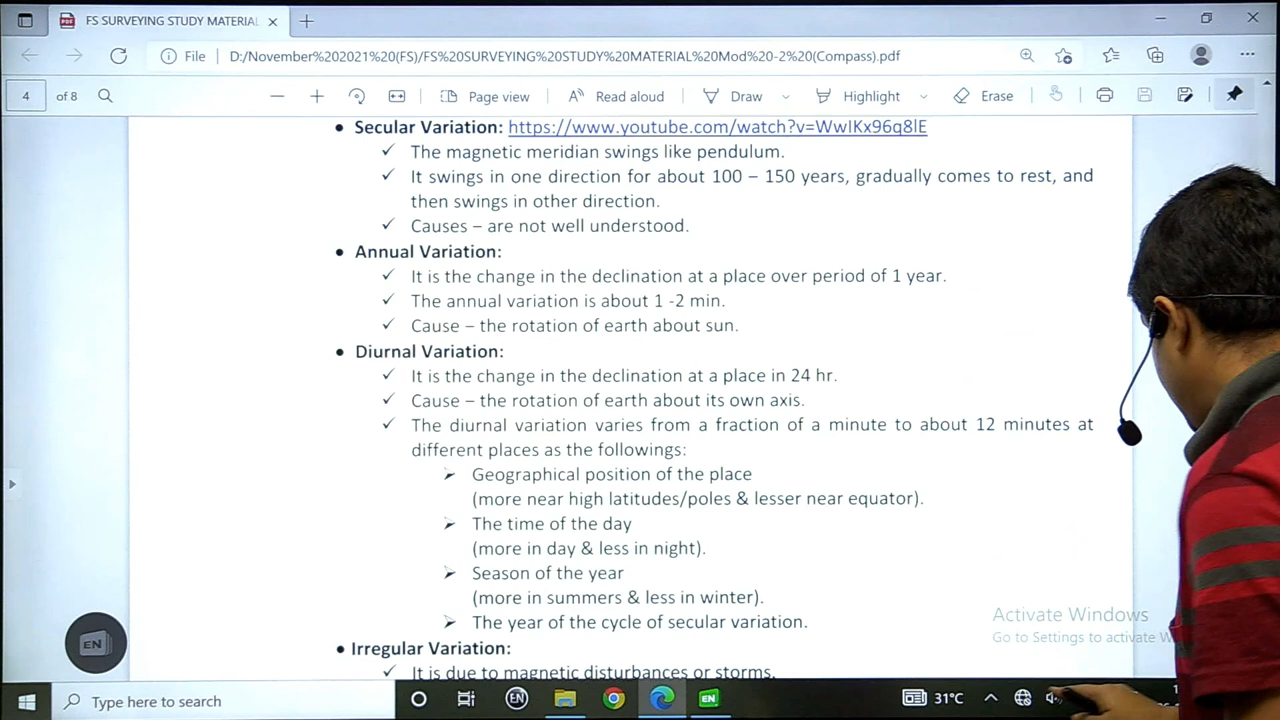 FS SURVEYING STUDY MATERIAL
File
D:/November%202021%20(FS)/FS%20SURVEYING%20STUDY%20MATERIAL%20Mod%20-2%20(Compass).pdf
4 of 8
Page view
Read aloud
Draw
Highlight
Erase
• Secular Variation: https://www.youtube.com/watch?v=WwIKx96q8lE
✓ The magnetic meridian swings like pendulum.
✓ It swings in one direction for about 100 – 150 years, gradually comes to rest, and
then swings in other direction.
✓ Causes – are not well understood.
• Annual Variation:
✓ It is the change in the declination at a place over period of 1 year.
✓ The annual variation is about 1 -2 min.
✓ Cause – the rotation of earth about sun.
• Diurnal Variation:
✓ It is the change in the declination at a place in 24 hr.
✓ Cause – the rotation of earth about its own axis.
✓ The diurnal variation varies from a fraction of a minute to about 12 minutes at
different places as the followings:
➢ Geographical position of the place
(more near high latitudes/poles & lesser near equator).
➢ The time of the day
(more in day & less in night).
➢ Season of the year
(more in summers & less in winter).
➢ The year of the cycle of secular variation.
• Irregular Variation:
✓ It is due to magnetic disturbances or storms.
Activate Windows
Go to Settings to activate
EN
Type here to search
EN
EN
31°C